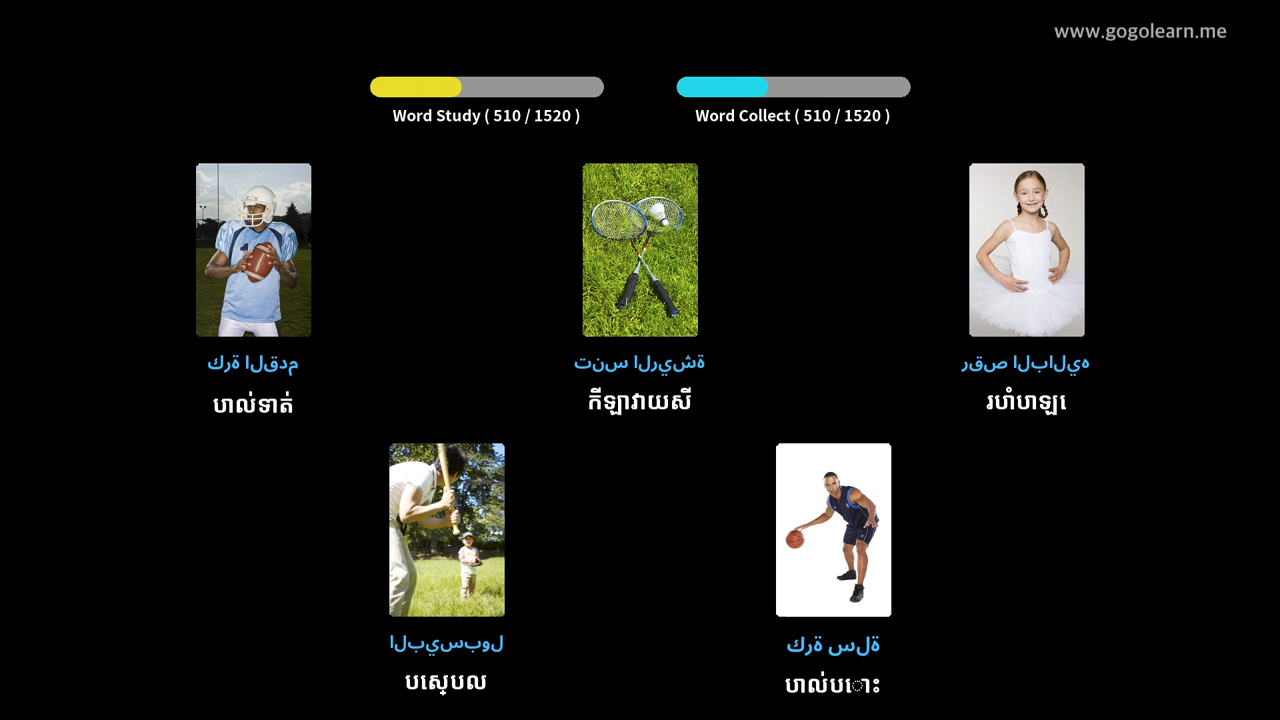 www.gogolearn.me
Word Study ( 510 / 1520 )
Word Collect ( 510 / 1520 )
كرة القدم
បាល់ទាត់
تنس الريشة
កីឡាវាយសី
رقص الباليه
របាំបាឡេ
البيسبول
បេស្បល
كرة سلة
បាល់បោះ